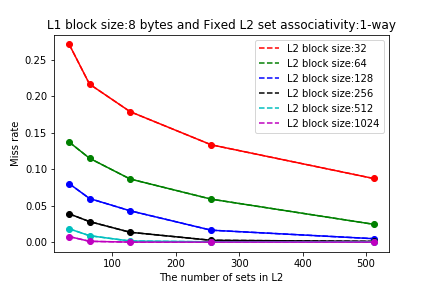 L1 block size:8 bytes and Fixed L2 set associativity:1-way
L2 block size:32
L2 block size:64
L2 block size:128
L2 block size:256
L2 block size:512
L2 block size:1024
Miss rate
0.25
0.20
0.15
0.10
0.05
0.00
100 200 300 400 500
The number of sets in L2